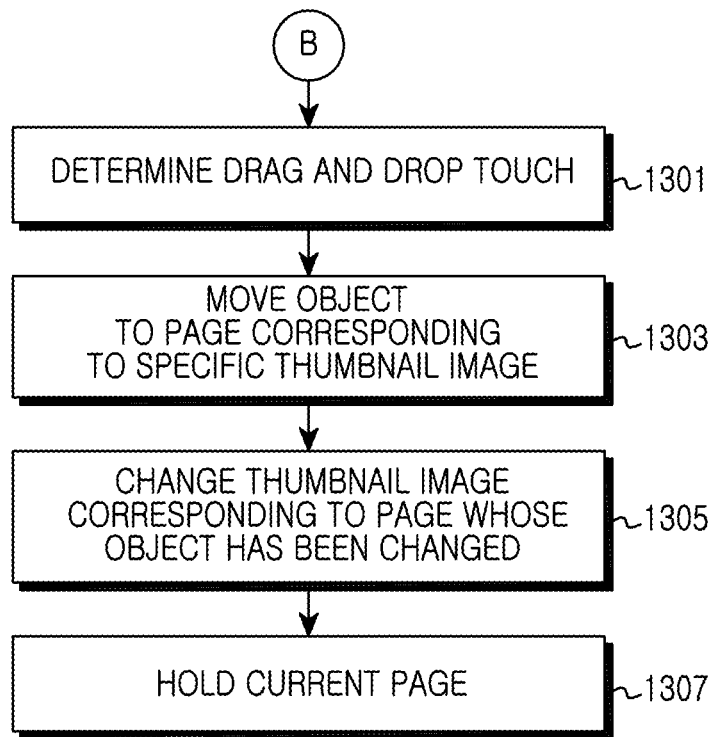 B
DETERMINE DRAG AND DROP TOUCH
1301
MOVE OBJECT
TO PAGE CORRESPONDING
TO SPECIFIC THUMBNAIL IMAGE
1303
CHANGE THUMBNAIL IMAGE
CORRESPONDING TO PAGE WHOSE
OBJECT HAS BEEN CHANGED
1305
HOLD CURRENT PAGE
1307